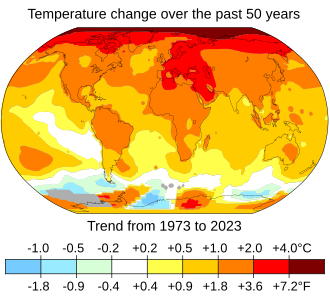 Temperature change over the past 50 years
Trend from 1973 to 2023
-1.0 -0.5 -0.2 +0.2 +0.5 +1.0 +2.0 +4.0°C
-1.8 -0.9 -0.4 +0.4 +0.9 +1.8 +3.6 +7.2°F